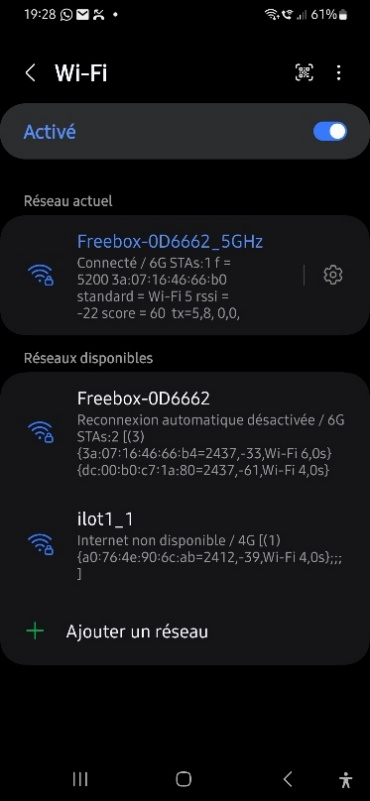 19:28 61%
Wi-Fi
Activé
Réseau actuel
Freebox-0D6662_5GHz
Connecté / 6G STAs:1 f =
5200 3a:07:16:46:66:b0
standard = Wi-Fi 5 rssi =
-22 score = 60 tx=5,8, 0,0,
Réseaux disponibles
Freebox-0D6662
Reconnexion automatique désactivée / 6G
STAs:2 [(3)
{3a:07:16:46:66:b4=2437,-33,Wi-Fi 6,0s}
{dc:00:b0:c7:1a:80=2437,-61,Wi-Fi 4,0s}
ilot1_1
Internet non disponible / 4G [(1)
{a0:76:4e:90:6c:ab=2412,-39,Wi-Fi 4,0s};;;
]
Ajouter un réseau